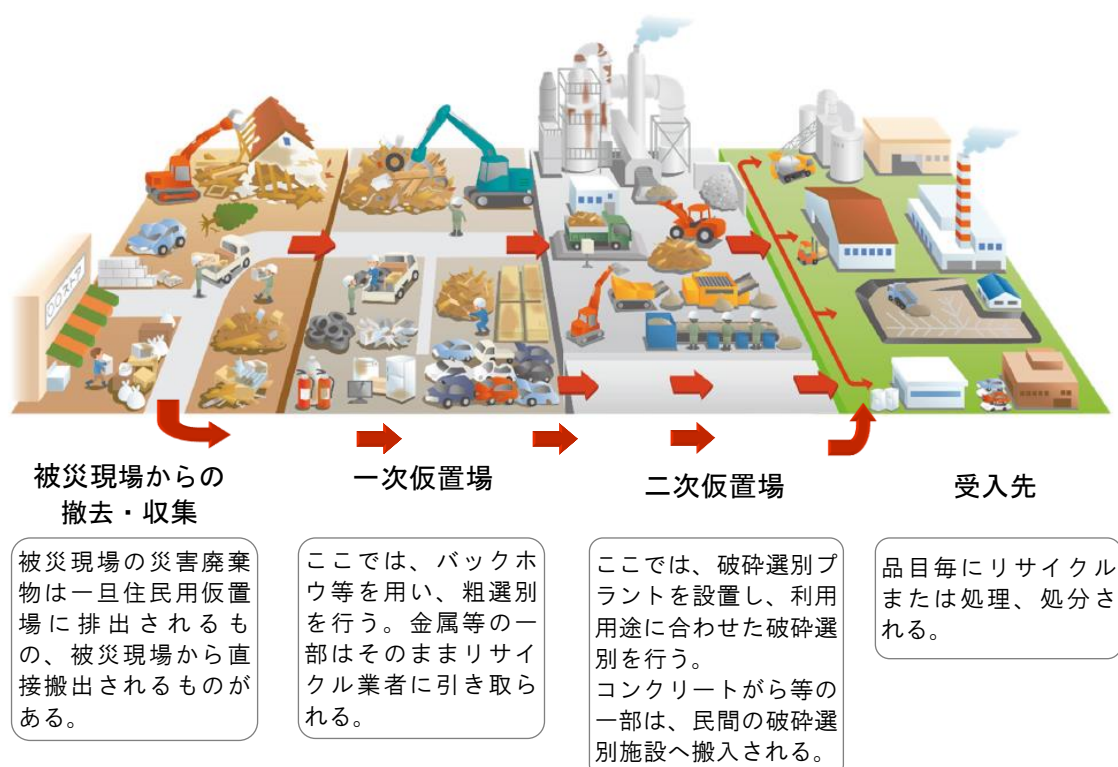 〇〇ストア
被災現場からの
撤去・収集
被災現場の災害廃棄
物は一旦住民用仮置
場に排出されるも
の、被災現場から直
接搬出されるものが
ある。
一次仮置場
ここでは、バックホ
ウ等を用い、粗選別
を行う。金属等の一
部はそのままリサイ
クル業者に引き取ら
れる。
二次仮置場
ここでは、破砕選別プ
ラントを設置し、利用
用途に合わせた破砕選
別を行う。
コンクリートがら等の
一部は、民間の破砕選
別施設へ搬入される。
受入先
品目毎にリサイクル
または処理、処分さ
れる。